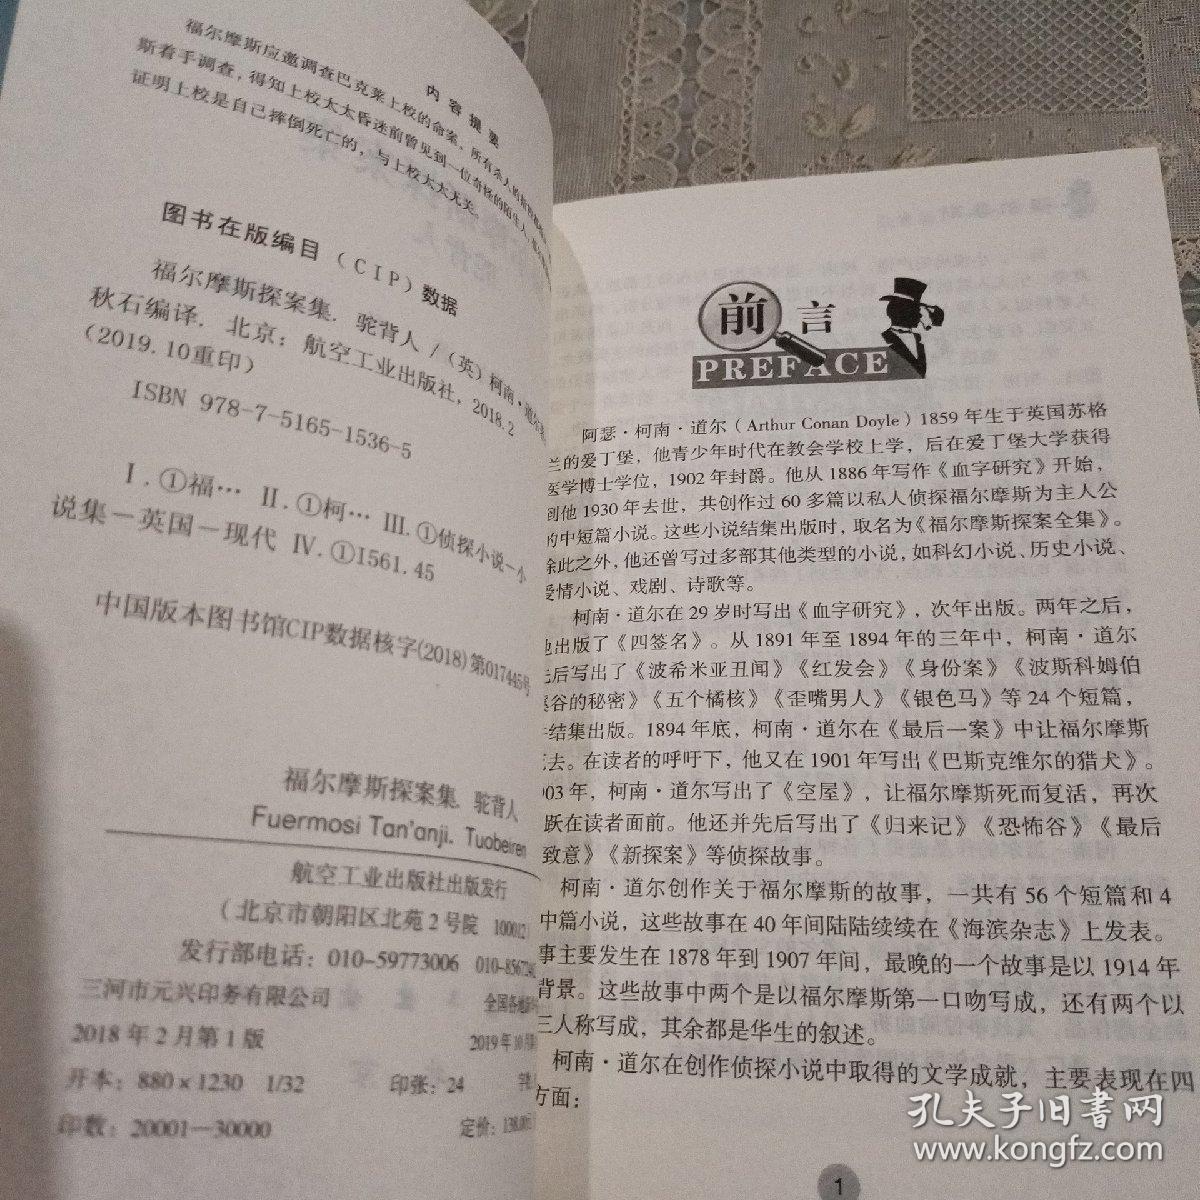 内容提要
福尔摩斯应邀调查巴克莱上校的命案，所有杀人的
斯看手调查，得知上校太太昏迷前曾见到一位奇怪的陌生人，
证明上校是自己摔倒死亡的，与上校太太无关。
图书在版编目（CIP）数据
福尔摩斯探案集. 驼背人 /（英）柯南·道尔
秋石编译. 北京：航空工业出版社，2018.2
（2019.10重印）
ISBN 978-7-5165-1536-5
Ⅰ.①福… Ⅱ.①柯… Ⅲ.①侦探小说－小
说集－英国－现代 Ⅳ.①I561.45
中国版本图书馆CIP数据核字(2018)第017445号
福尔摩斯探案集. 驼背人
Fuermosi Tan'anji. Tuobeiren
航空工业出版社出版发行
（北京市朝阳区北苑2号院 100012
发行部电话：010-59773006 010-8567
三河市元兴印务有限公司 全国各地
2018年2月第1版 2019年10月
开本：880×1230 1/32 印张：24
印数：20001—30000 定价：138.00
前言
PREFACE
阿瑟·柯南·道尔（Arthur Conan Doyle）1859年生于英国苏格
兰的爱丁堡，他青少年时代在教会学校上学，后在爱丁堡大学获得
医学博士学位，1902年封爵。他从1886年写作《血字研究》开始，
到他1930年去世，共创作过60多篇以私人侦探福尔摩斯为主人公
的中短篇小说。这些小说结集出版时，取名为《福尔摩斯探案全集》。
除此之外，他还曾写过多部其他类型的小说，如科幻小说、历史小说、
爱情小说、戏剧、诗歌等。
柯南·道尔在29岁时写出《血字研究》，次年出版。两年之后，
他出版了《四签名》。从1891年至1894年的三年中，柯南·道尔
先后写出了《波希米亚丑闻》《红发会》《身份案》《波斯科姆伯
溪谷的秘密》《五个橘核》《歪嘴男人》《银色马》等24个短篇，
并结集出版。1894年底，柯南·道尔在《最后一案》中让福尔摩斯
死去。在读者的呼吁下，他又在1901年写出《巴斯克维尔的猎犬》。
03年，柯南·道尔写出了《空屋》，让福尔摩斯死而复活，再次
跃在读者面前。他还并先后写出了《归来记》《恐怖谷》《最后
致意》《新探案》等侦探故事。
柯南·道尔创作关于福尔摩斯的故事，一共有56个短篇和4
中篇小说，这些故事在40年间陆陆续续在《海滨杂志》上发表。
事主要发生在1878年到1907年间，最晚的一个故事是以1914年
背景。这些故事中两个是以福尔摩斯第一口吻写成，还有两个以
三人称写成，其余都是华生的叙述。
柯南·道尔在创作侦探小说中取得的文学成就，主要表现在四
方面：
1
孔夫子旧书网
www.kongfz.com